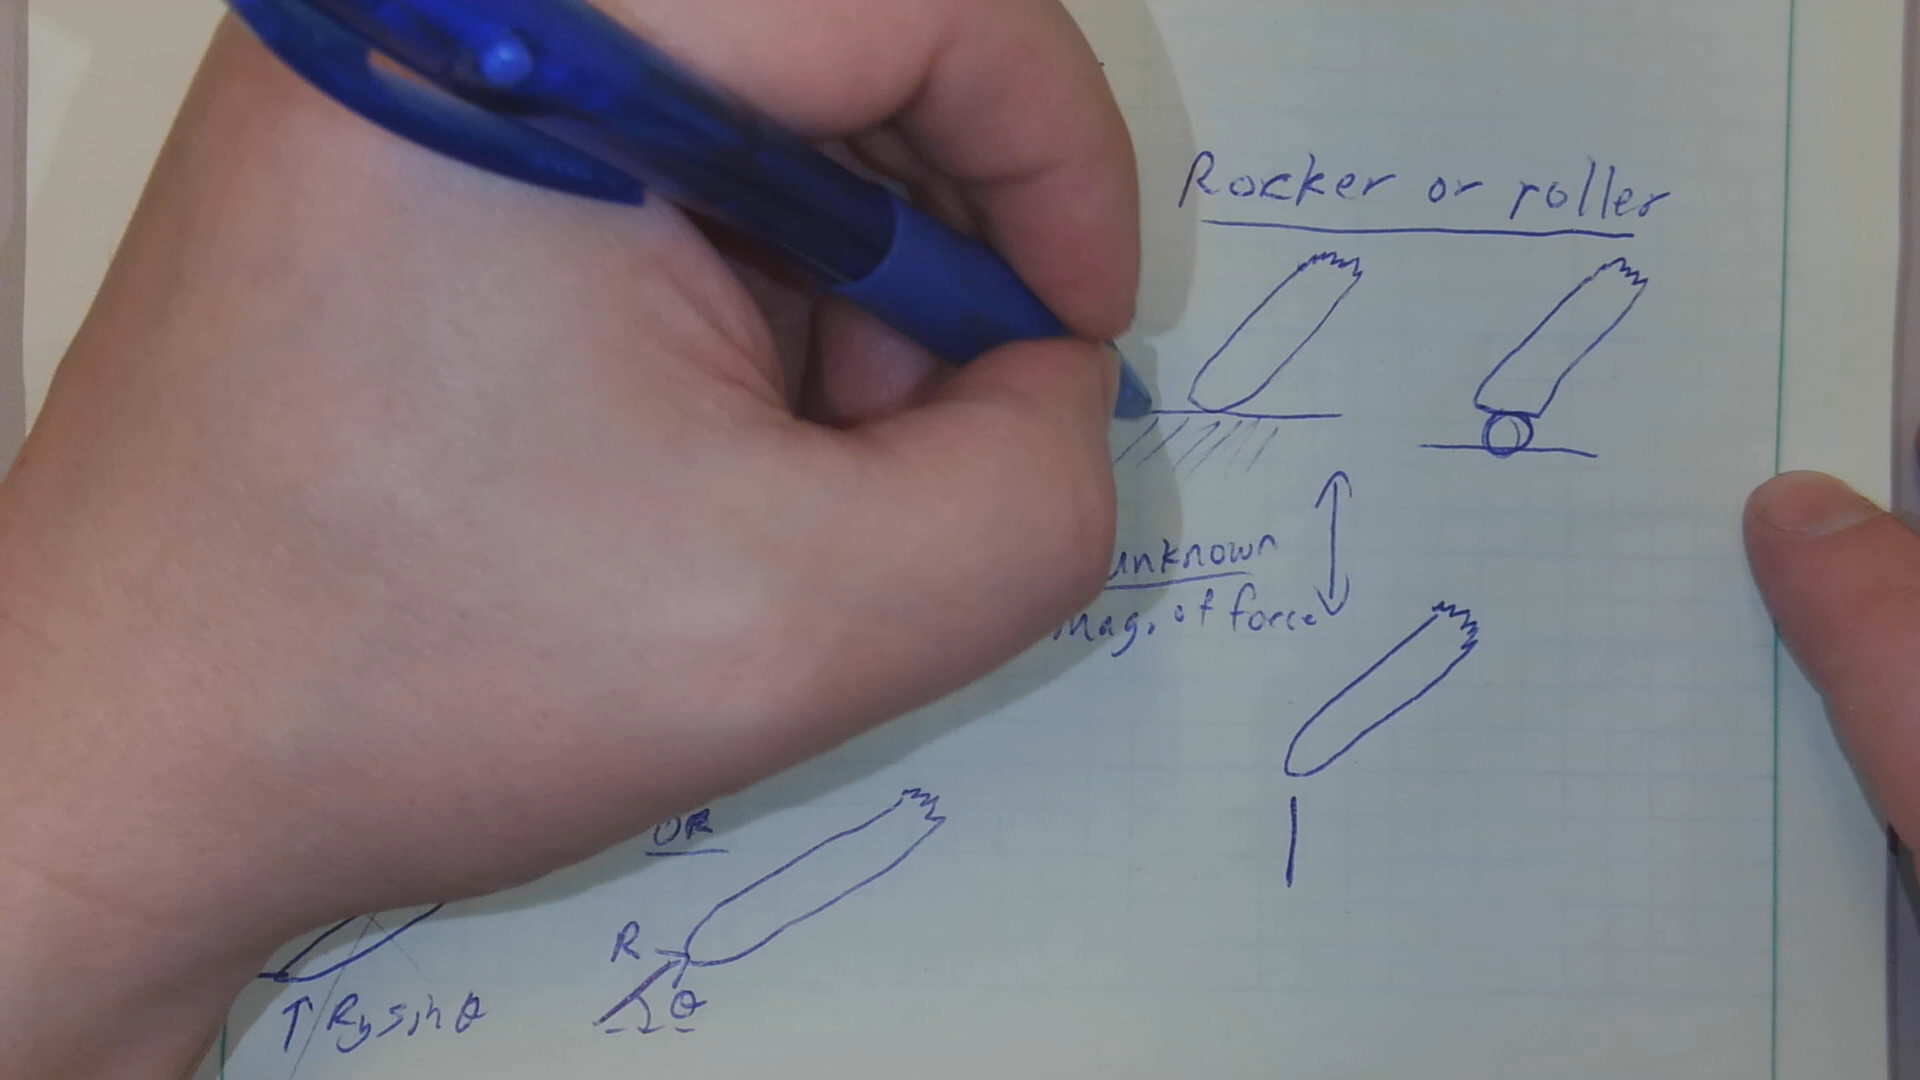 Rocker or roller
unknown
mag. of force
OR
R
θ
↑ Ry sin θ